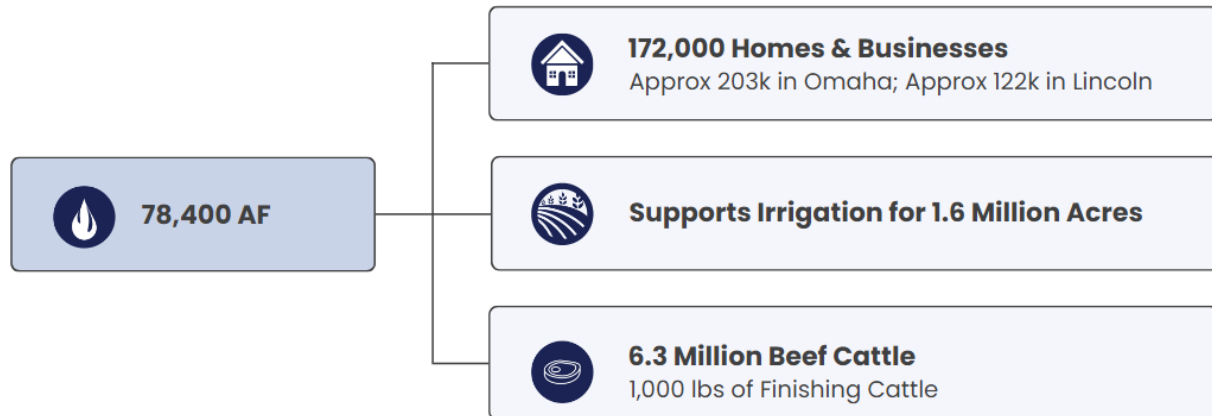 172,000 Homes & Businesses
Approx 203k in Omaha; Approx 122k in Lincoln
78,400 AF
Supports Irrigation for 1.6 Million Acres
6.3 Million Beef Cattle
1,000 lbs of Finishing Cattle